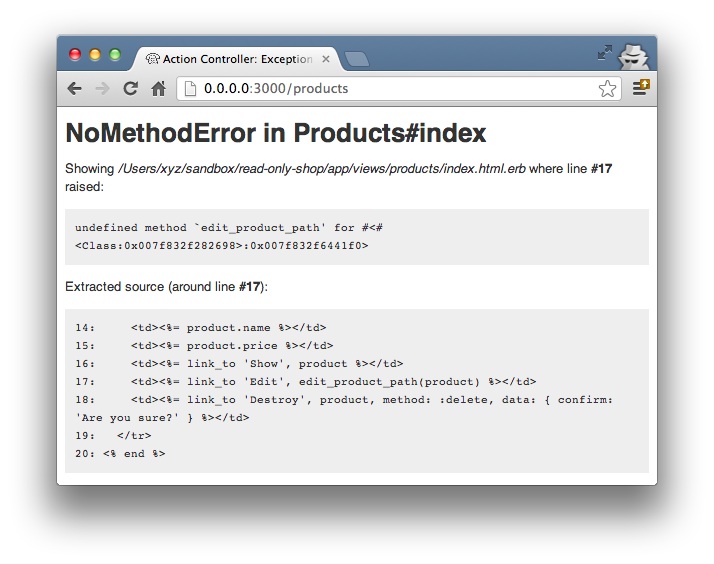 Action Controller: Exception
0.0.0.0:3000/products
NoMethodError in Products#index
Showing /Users/xyz/sandbox/read-only-shop/app/views/products/index.html.erb where line #17
raised:
undefined method `edit_product_path' for #<#
<Class:0x007f832f282698>:0x007f832f6441f0>
Extracted source (around line #17):
14:     <td><%= product.name %></td>
15:     <td><%= product.price %></td>
16:     <td><%= link_to 'Show', product %></td>
17:     <td><%= link_to 'Edit', edit_product_path(product) %></td>
18:     <td><%= link_to 'Destroy', product, method: :delete, data: { confirm:
'Are you sure?' } %></td>
19:   </tr>
20: <% end %>